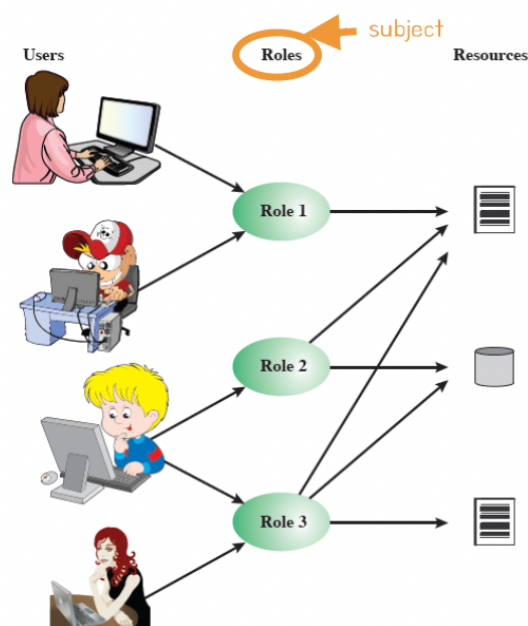 subject
Users
Roles
Resources
Role 1
Role 2
Role 3